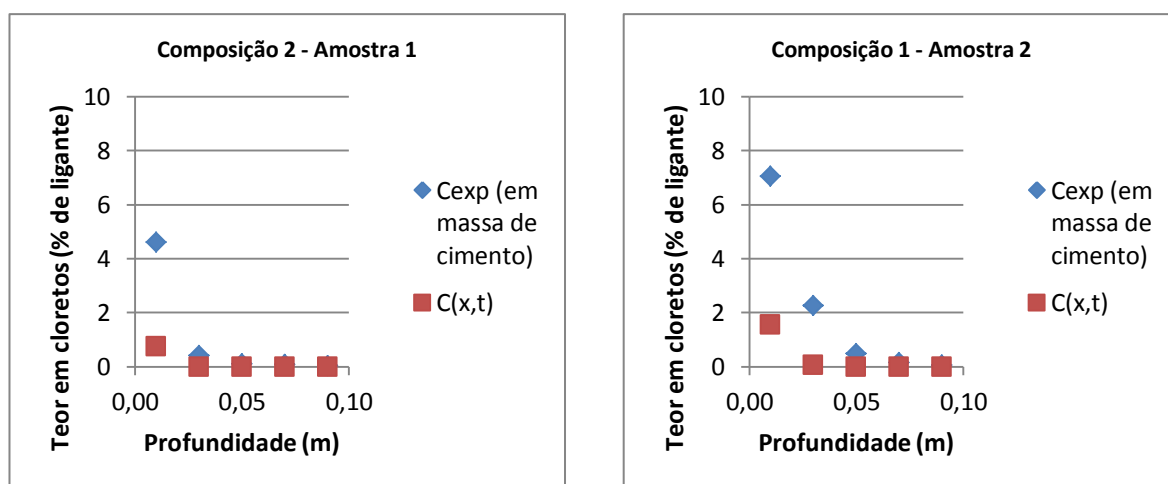 Composição 2 - Amostra 1
Teor em cloretos (% de ligante)
10
8
6
4
2
0
0,00
0,05
0,10
Profundidade (m)
Cexp (em
massa de
cimento)
C(x,t)
Composição 1 - Amostra 2
Teor em cloretos (% de ligante)
10
8
6
4
2
0
0,00
0,05
0,10
Profundidade (m)
Cexp (em
massa de
cimento)
C(x,t)